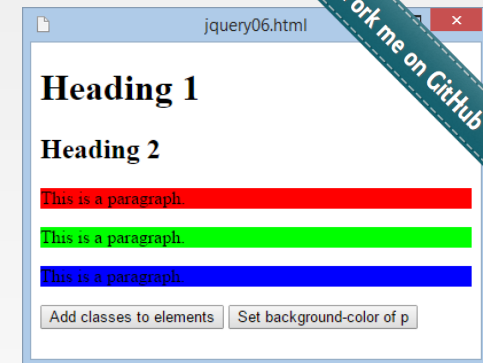 jquery06.html
Fork me on GitHub
Heading 1
Heading 2
This is a paragraph.
This is a paragraph.
This is a paragraph.
Add classes to elements Set background-color of p